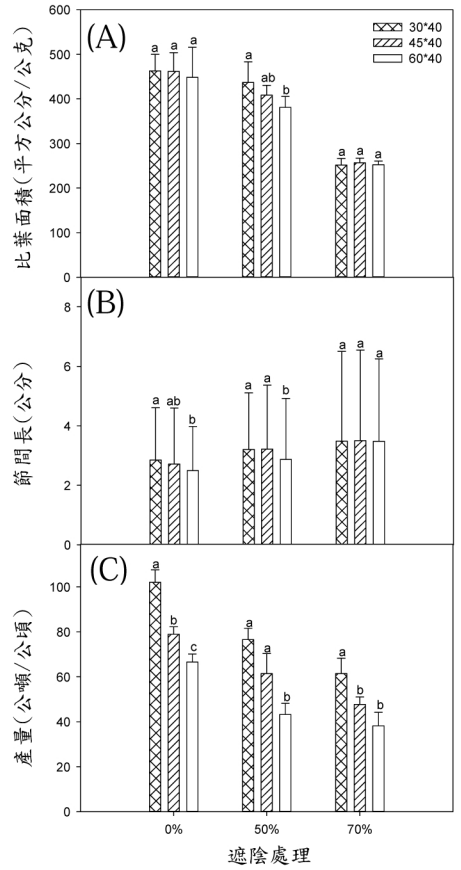 (A)
30*40
45*40
60*40
比葉面積(平方公分/公克)
600
500
400
300
200
100
0
a a a
a ab b
a a a
(B)
節間長(公分)
8
6
4
2
0
a ab b
a a b
a a a
(C)
產量(公噸/公頃)
100
80
60
40
20
0
a b c
a a b
a b b
0% 50% 70%
遮陰處理